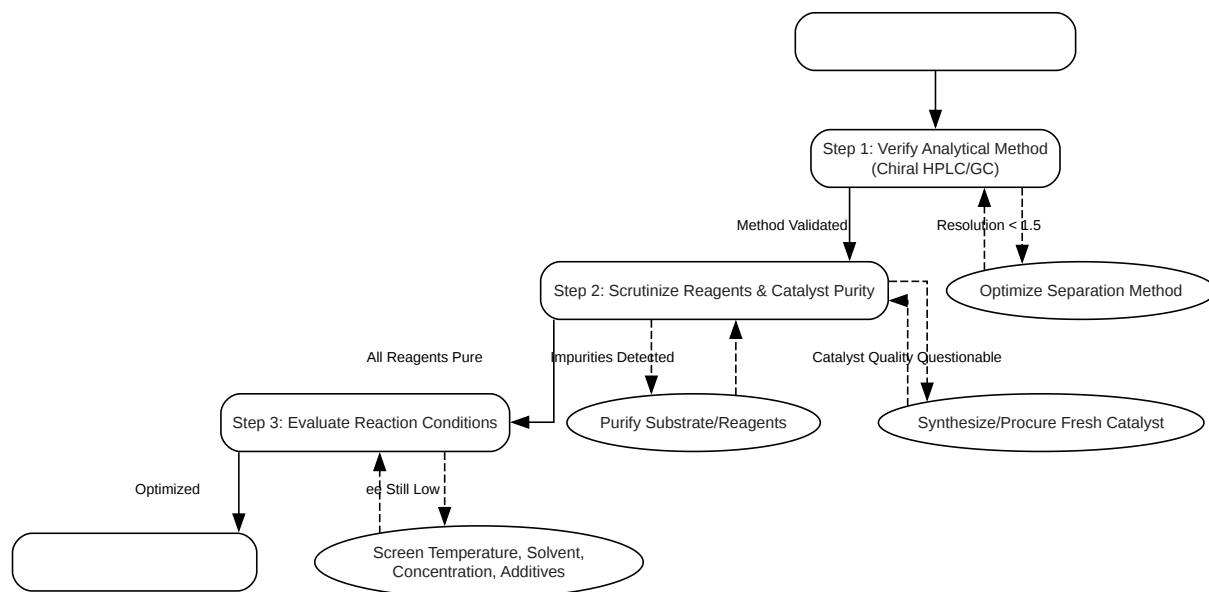 Step 1: Verify Analytical Method
(Chiral HPLC/GC)
Method Validated
Resolution < 1.5
Step 2: Scrutinize Reagents & Catalyst Purity
Optimize Separation Method
All Reagents Pure
Impurities Detected
Catalyst Quality Questionable
Step 3: Evaluate Reaction Conditions
Purify Substrate/Reagents
Synthesize/Procure Fresh Catalyst
Optimized
ee Still Low
Screen Temperature, Solvent,
Concentration, Additives